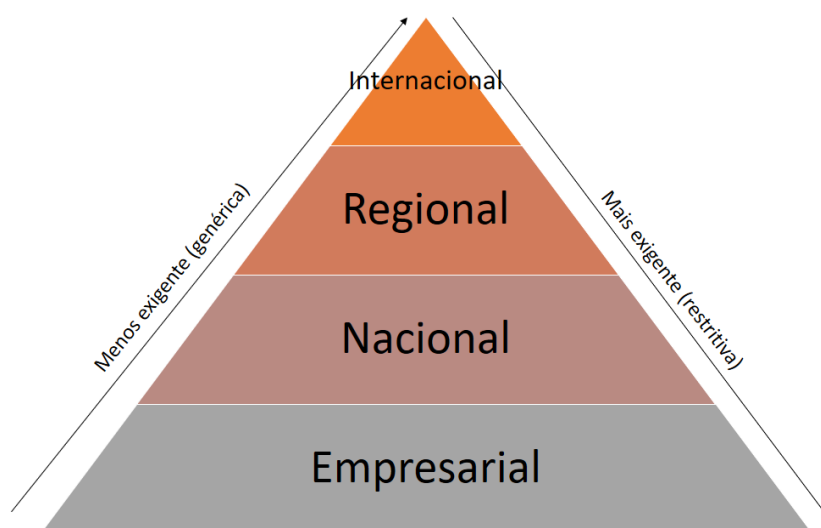 Internacional
Regional
Nacional
Empresarial
Menos exigente (genérica)
Mais exigente (restritiva)